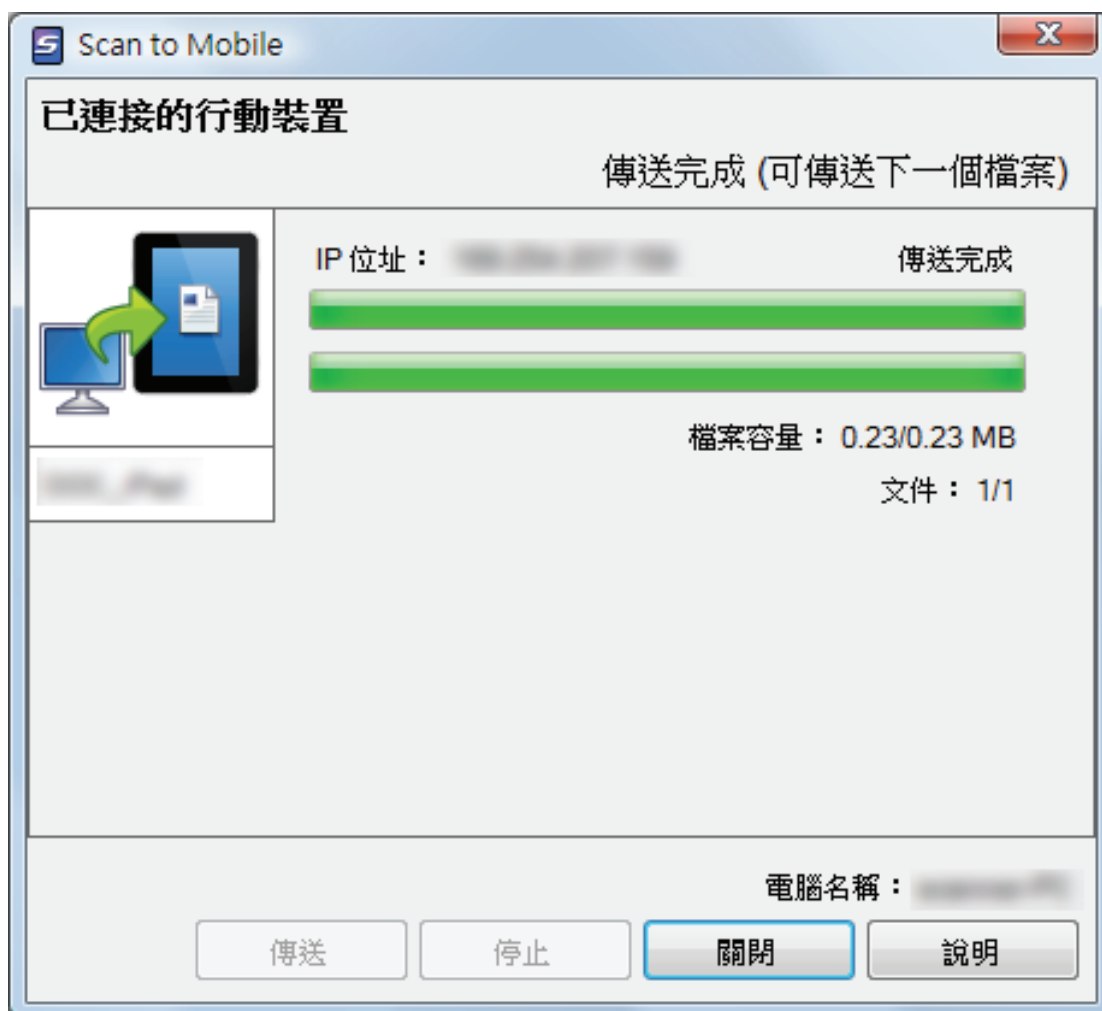 Scan to Mobile
已連接的行動裝置
傳送完成 (可傳送下一個檔案)
IP 位址： 傳送完成
檔案容量： 0.23/0.23 MB
文件： 1/1
電腦名稱：
傳送 停止 關閉 說明